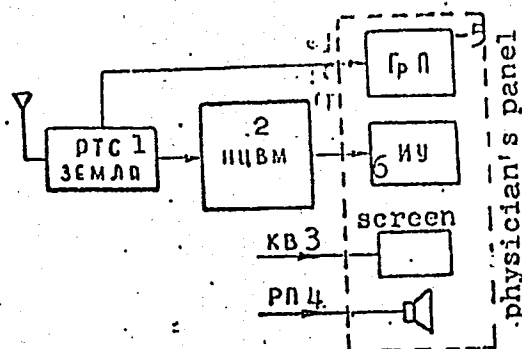 5
Гр П
2
РТС 1
ЗЕМЛЯ
НЦВМ
6 ИУ
screen
КВ 3
РП 4
physician's panel